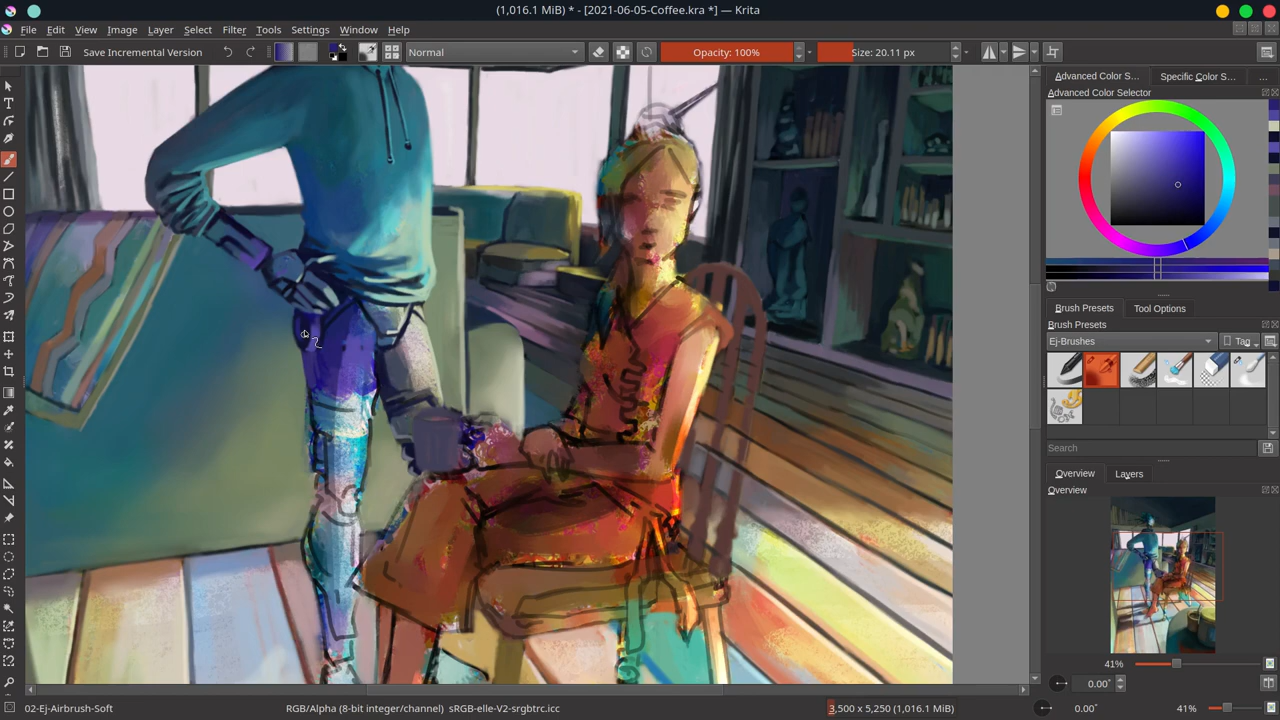 (1,016.1 MiB) * - [2021-06-05-Coffee.kra *] — Krita
File Edit View Image Layer Select Filter Tools Settings Window Help
Save Incremental Version Normal Opacity: 100% Size: 20.11 px
Advanced Color S... Specific Color S... ...
Advanced Color Selector
Brush Presets Tool Options
Brush Presets
Ej-Brushes Tag
Search
Overview Layers
Overview
41%
0.00°
02-Ej-Airbrush-Soft RGB/Alpha (8-bit integer/channel) sRGB-elle-V2-srgbtrc.icc 3,500 x 5,250 (1,016.1 MiB) 0.00° 41%